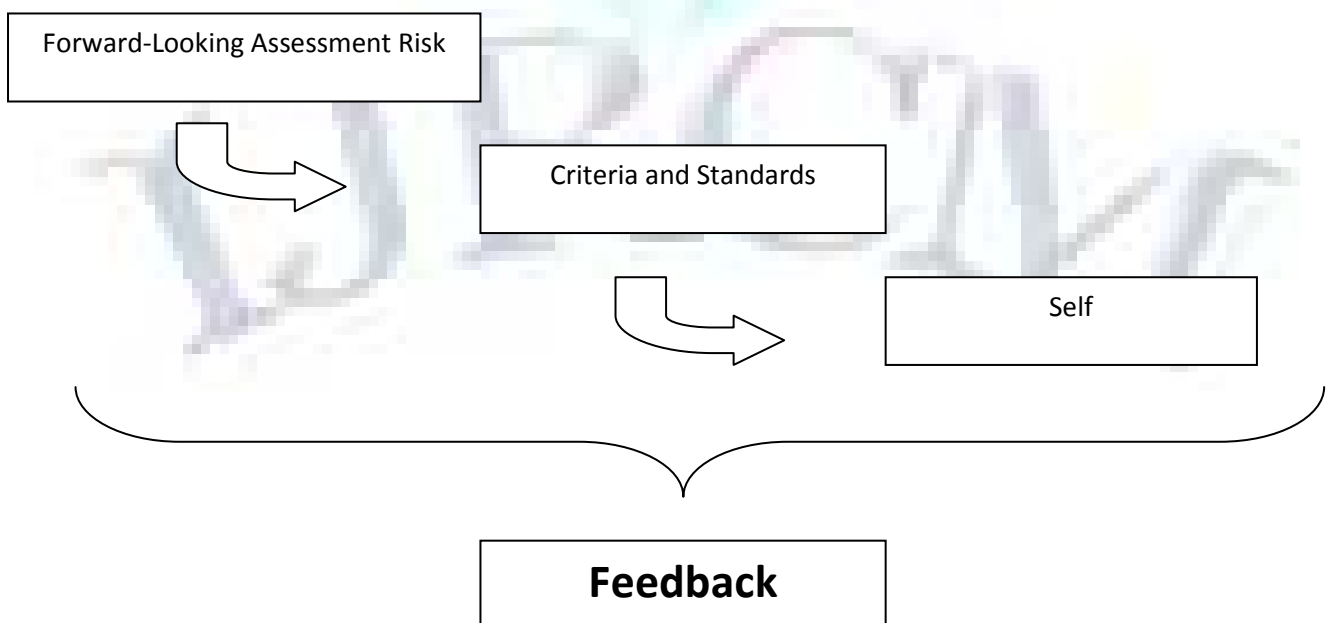 Forward-Looking Assessment Risk
Criteria and Standards
Self
Feedback